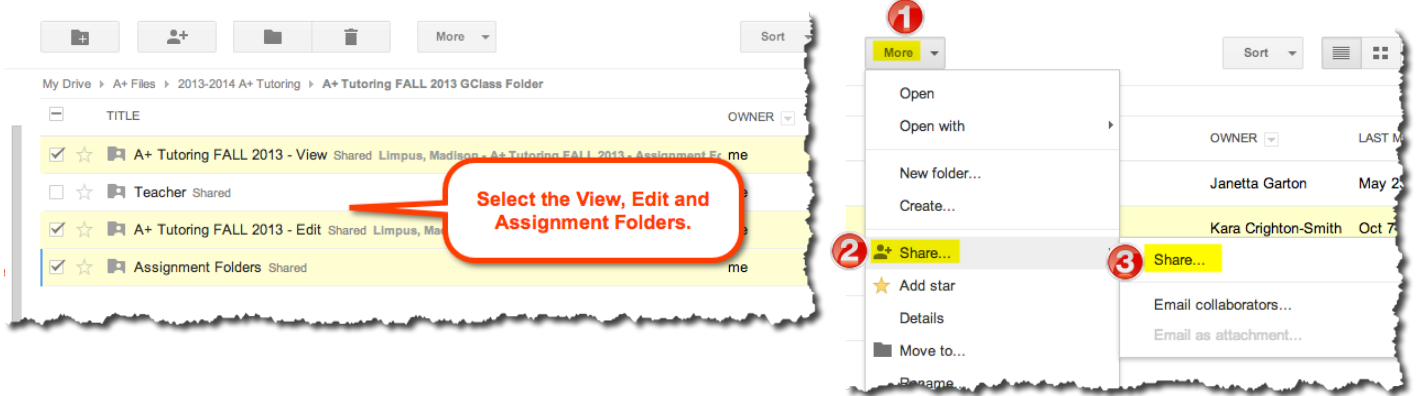 More
Sort
My Drive › A+ Files › 2013-2014 A+ Tutoring › A+ Tutoring FALL 2013 GClass Folder
TITLE OWNER
A+ Tutoring FALL 2013 - View Shared Limpus, Madison - A+ Tutoring FALL 2013 - Assignment me
Teacher Shared
A+ Tutoring FALL 2013 - Edit Shared Limpus,
Assignment Folders Shared me
Select the View, Edit and
Assignment Folders.
1
More Sort
Open
Open with
OWNER LAST
New folder...
Janetta Garton May
Create...
Kara Crighton-Smith Oct
2 Share...
3 Share...
Add star
Email collaborators...
Details
Email as attachment...
Move to...
Rename...